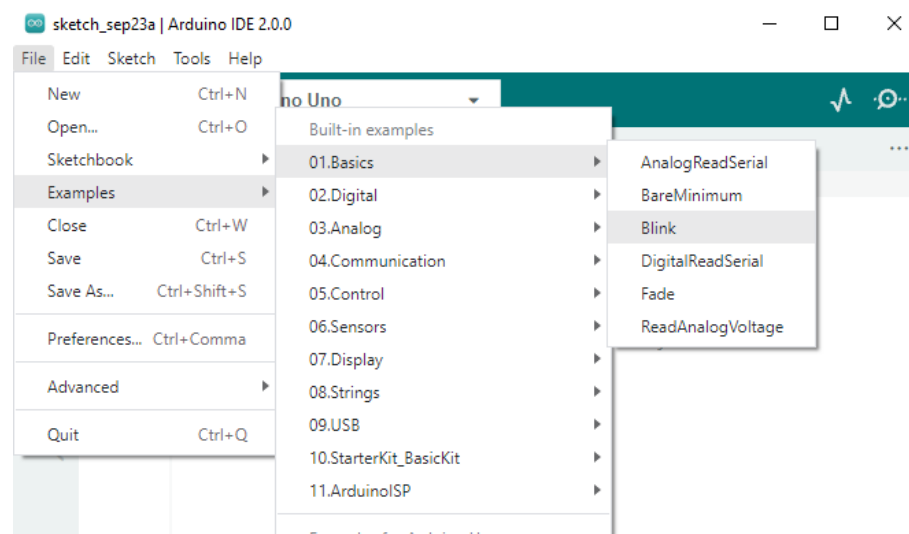 sketch_sep23a | Arduino IDE 2.0.0
File Edit Sketch Tools Help
New Ctrl+N
Open... Ctrl+O
Sketchbook
Examples
Close Ctrl+W
Save Ctrl+S
Save As... Ctrl+Shift+S
Preferences... Ctrl+Comma
Advanced
Quit Ctrl+Q
no Uno
Built-in examples
01.Basics
02.Digital
03.Analog
04.Communication
05.Control
06.Sensors
07.Display
08.Strings
09.USB
10.StarterKit_BasicKit
11.ArduinoISP
AnalogReadSerial
BareMinimum
Blink
DigitalReadSerial
Fade
ReadAnalogVoltage